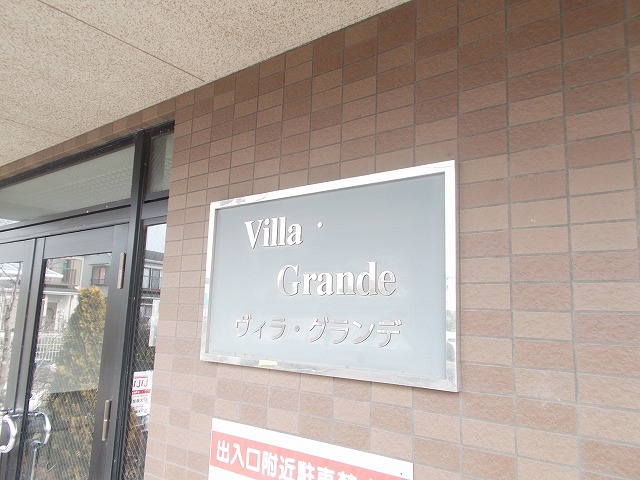 Villa・
Grande
ヴィラ・グランデ
出入口附近駐車禁